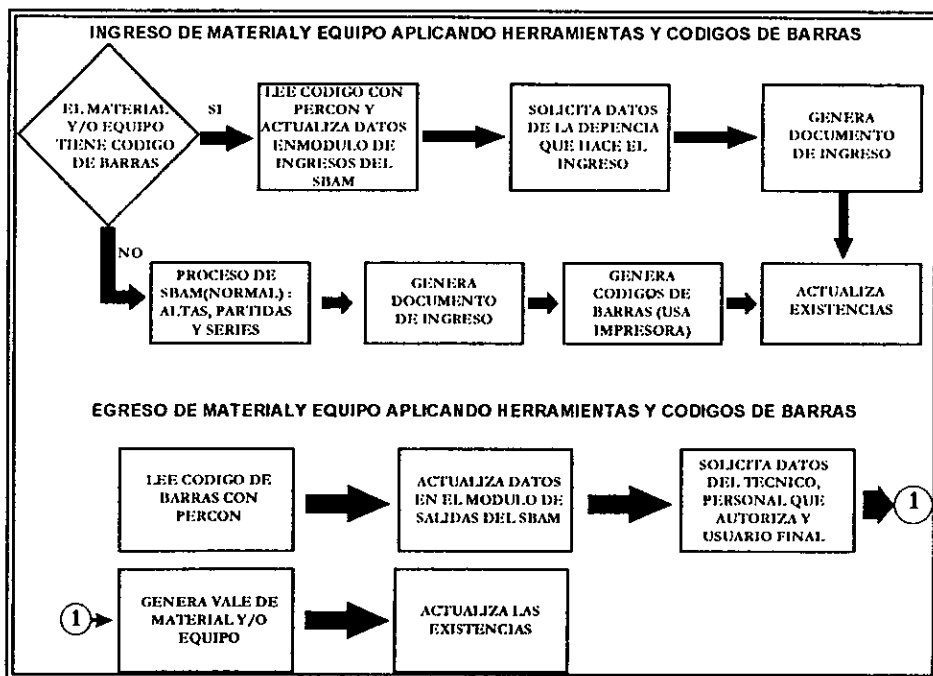 INGRESO DE MATERIALY EQUIPO APLICANDO HERRAMIENTAS Y CODIGOS DE BARRAS
EL MATERIAL
Y/O EQUIPO
TIENE CODIGO
DE BARRAS
SI
LEE CODIGO CON
PERCON Y
ACTUALIZA DATOS
ENMODULO DE
INGRESOS DEL
SBAM
SOLICITA DATOS
DE LA DEPENCIA
QUE HACE EL
INGRESO
GENERA
DOCUMENTO
DE INGRESO
NO
PROCESO DE
SBAM(NORMAL) :
ALTAS, PARTIDAS
Y SERIES
GENERA
DOCUMENTO
DE INGRESO
GENERA
CODIGOS DE
BARRAS (USA
IMPRESORA)
ACTUALIZA
EXISTENCIAS
EGRESO DE MATERIALY EQUIPO APLICANDO HERRAMIENTAS Y CODIGOS DE BARRAS
LEE CODIGO DE
BARRAS CON
PERCON
ACTUALIZA DATOS
EN EL MODULO DE
SALIDAS DEL SBAM
SOLICITA DATOS
DEL TECNICO,
PERSONAL QUE
AUTORIZA Y
USUARIO FINAL
1
1
GENERA VALE DE
MATERIAL Y/O
EQUIPO
ACTUALIZA LAS
EXISTENCIAS